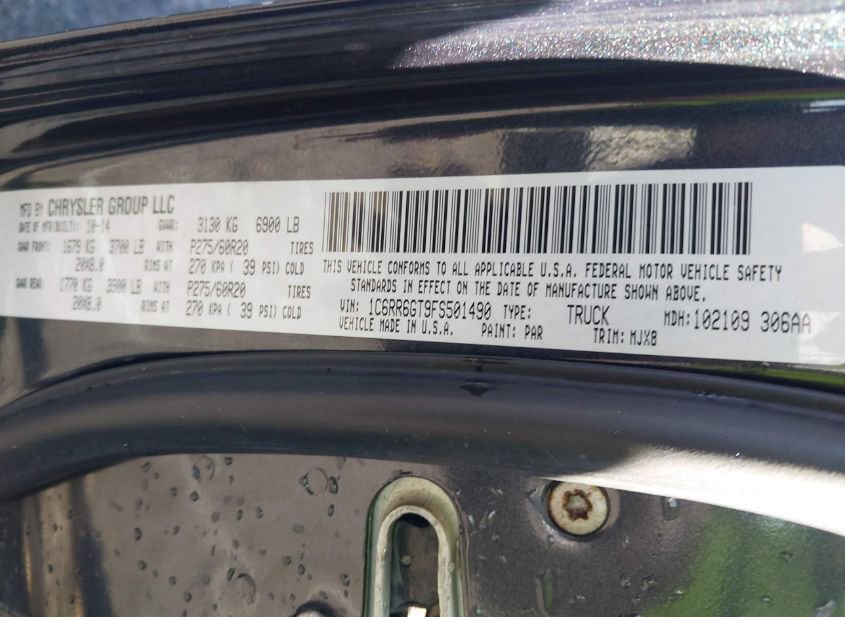 MFD BY CHRYSLER GROUP LLC
DATE OF MFR(BUILT): 10-14 GVWR: 3130 KG 6900 LB
GAWR FRONT: 1679 KG 3700 LB WITH P275/60R20 TIRES
20X8.0 RIMS AT 270 KPA ( 39 PSI) COLD
GAWR REAR: 1770 KG 3900 LB WITH P275/60R20 TIRES
20X8.0 RIMS AT 270 KPA ( 39 PSI) COLD
THIS VEHICLE CONFORMS TO ALL APPLICABLE U.S.A. FEDERAL MOTOR VEHICLE SAFETY
STANDARDS IN EFFECT ON THE DATE OF MANUFACTURE SHOWN ABOVE.
VIN: 1C6RR6GT9FS501490 TYPE: TRUCK MDH:102109 306AA
VEHICLE MADE IN U.S.A. PAINT: PAR TRIM: MJX8